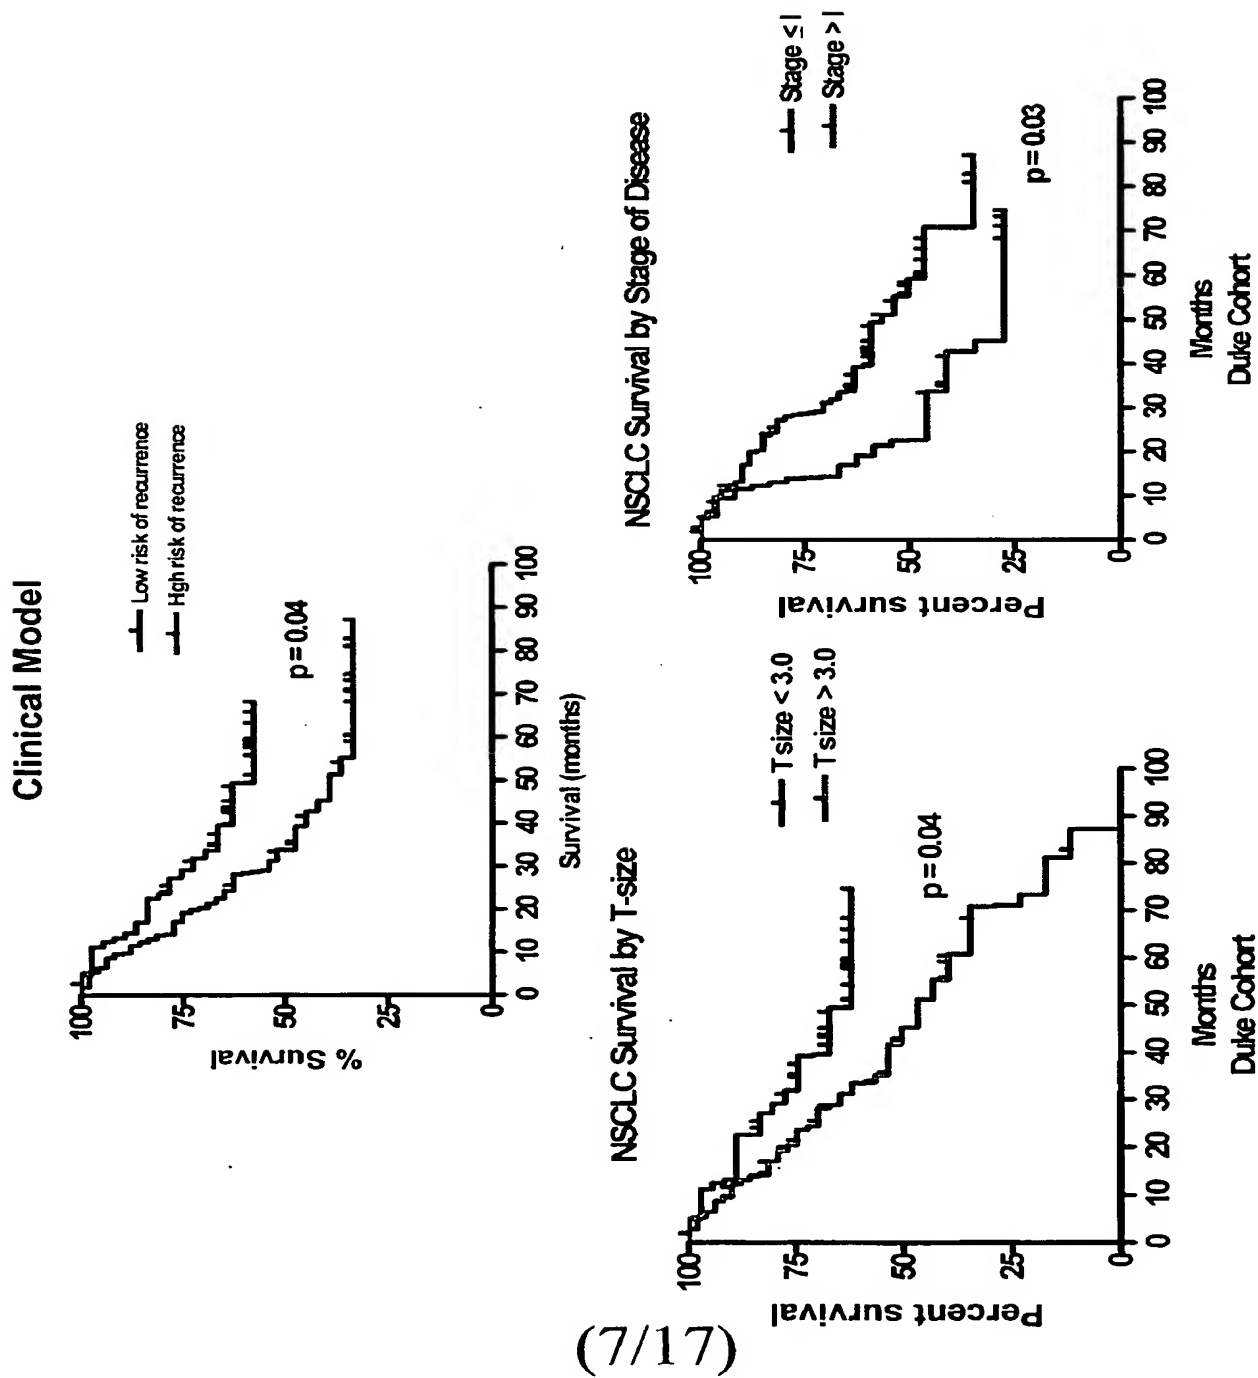 Clinical Model
% Survival
100
75
50
25
0
0 10 20 30 40 50 60 70 80 90 100
Survival (months)
Low risk of recurrence
Hgh risk of recurrence
p = 0.04
NSCLC Survival by T-size
Percent survival
100
75
50
25
0
0 10 20 30 40 50 60 70 80 90 100
Months
Duke Cohort
T size < 3.0
T size > 3.0
p = 0.04
NSCLC Survival by Stage of Disease
Percent survival
100
75
50
25
0
0 10 20 30 40 50 60 70 80 90 100
Months
Duke Cohort
Stage ≤ I
Stage > I
p = 0.03
(7/17)